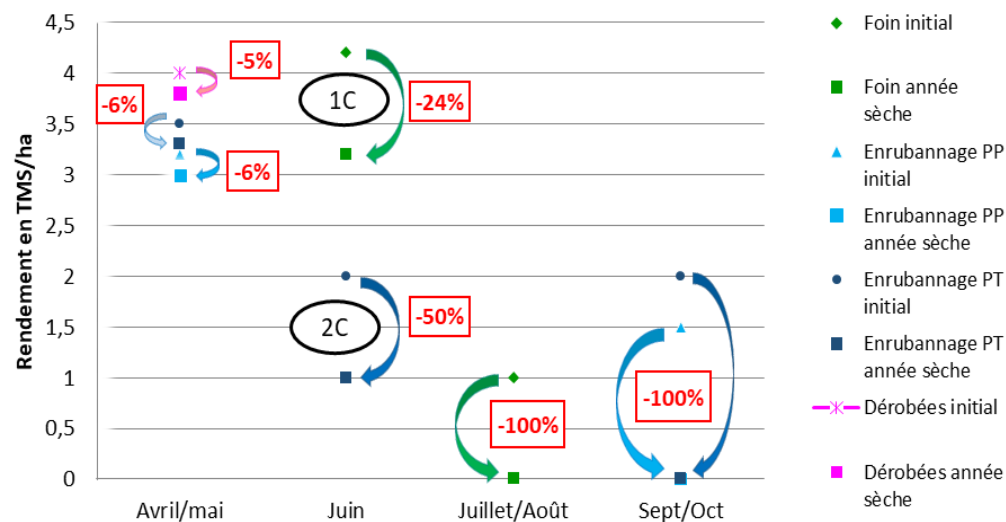 Rendement en TMS/ha
4,5
4
3,5
3
2,5
2
1,5
1
0,5
0
-5%
-6%
-6%
1C
-24%
2C
-50%
-100%
-100%
Avril/mai
Juin
Juillet/Août
Sept/Oct
Foin initial
Foin année
sèche
Enrubannage PP
initial
Enrubannage PP
année sèche
Enrubannage PT
initial
Enrubannage PT
année sèche
Dérobées initial
Dérobées année
sèche